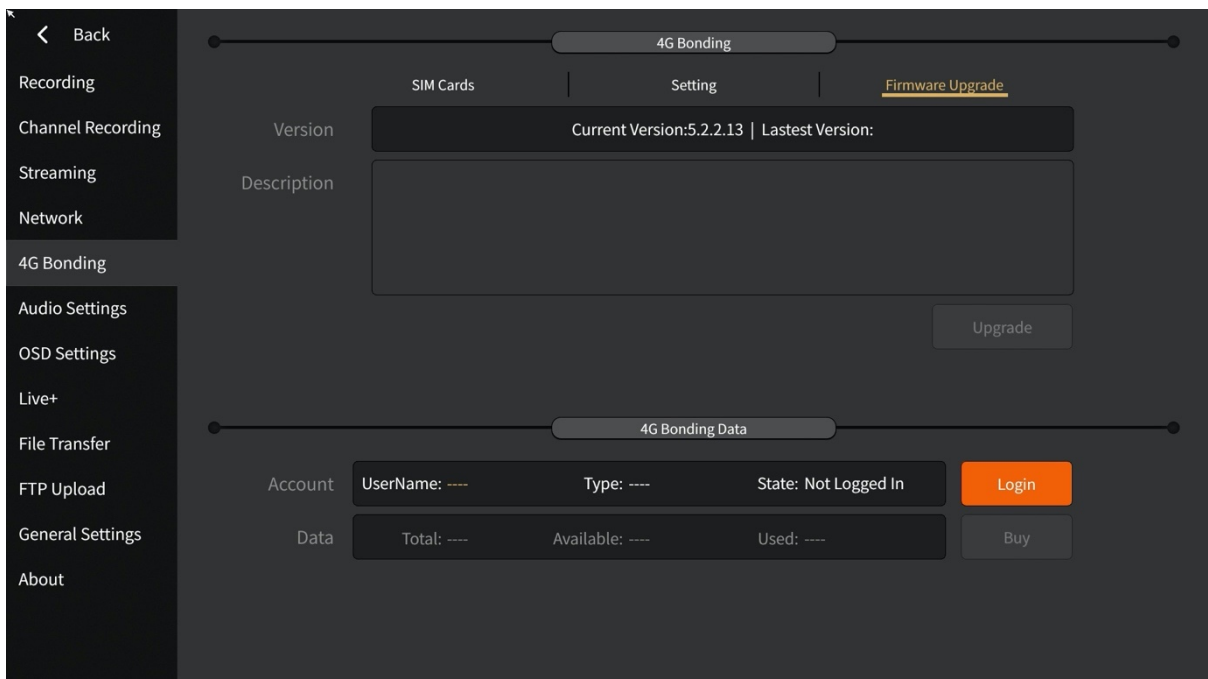 Back
Recording
Channel Recording
Streaming
Network
4G Bonding
Audio Settings
OSD Settings
Live+
File Transfer
FTP Upload
General Settings
About
4G Bonding
SIM Cards Setting Firmware Upgrade
Version Current Version:5.2.2.13 | Lastest Version:
Description
Upgrade
4G Bonding Data
Account UserName: ---- Type: ---- State: Not Logged In Login
Data Total: ---- Available: ---- Used: ---- Buy